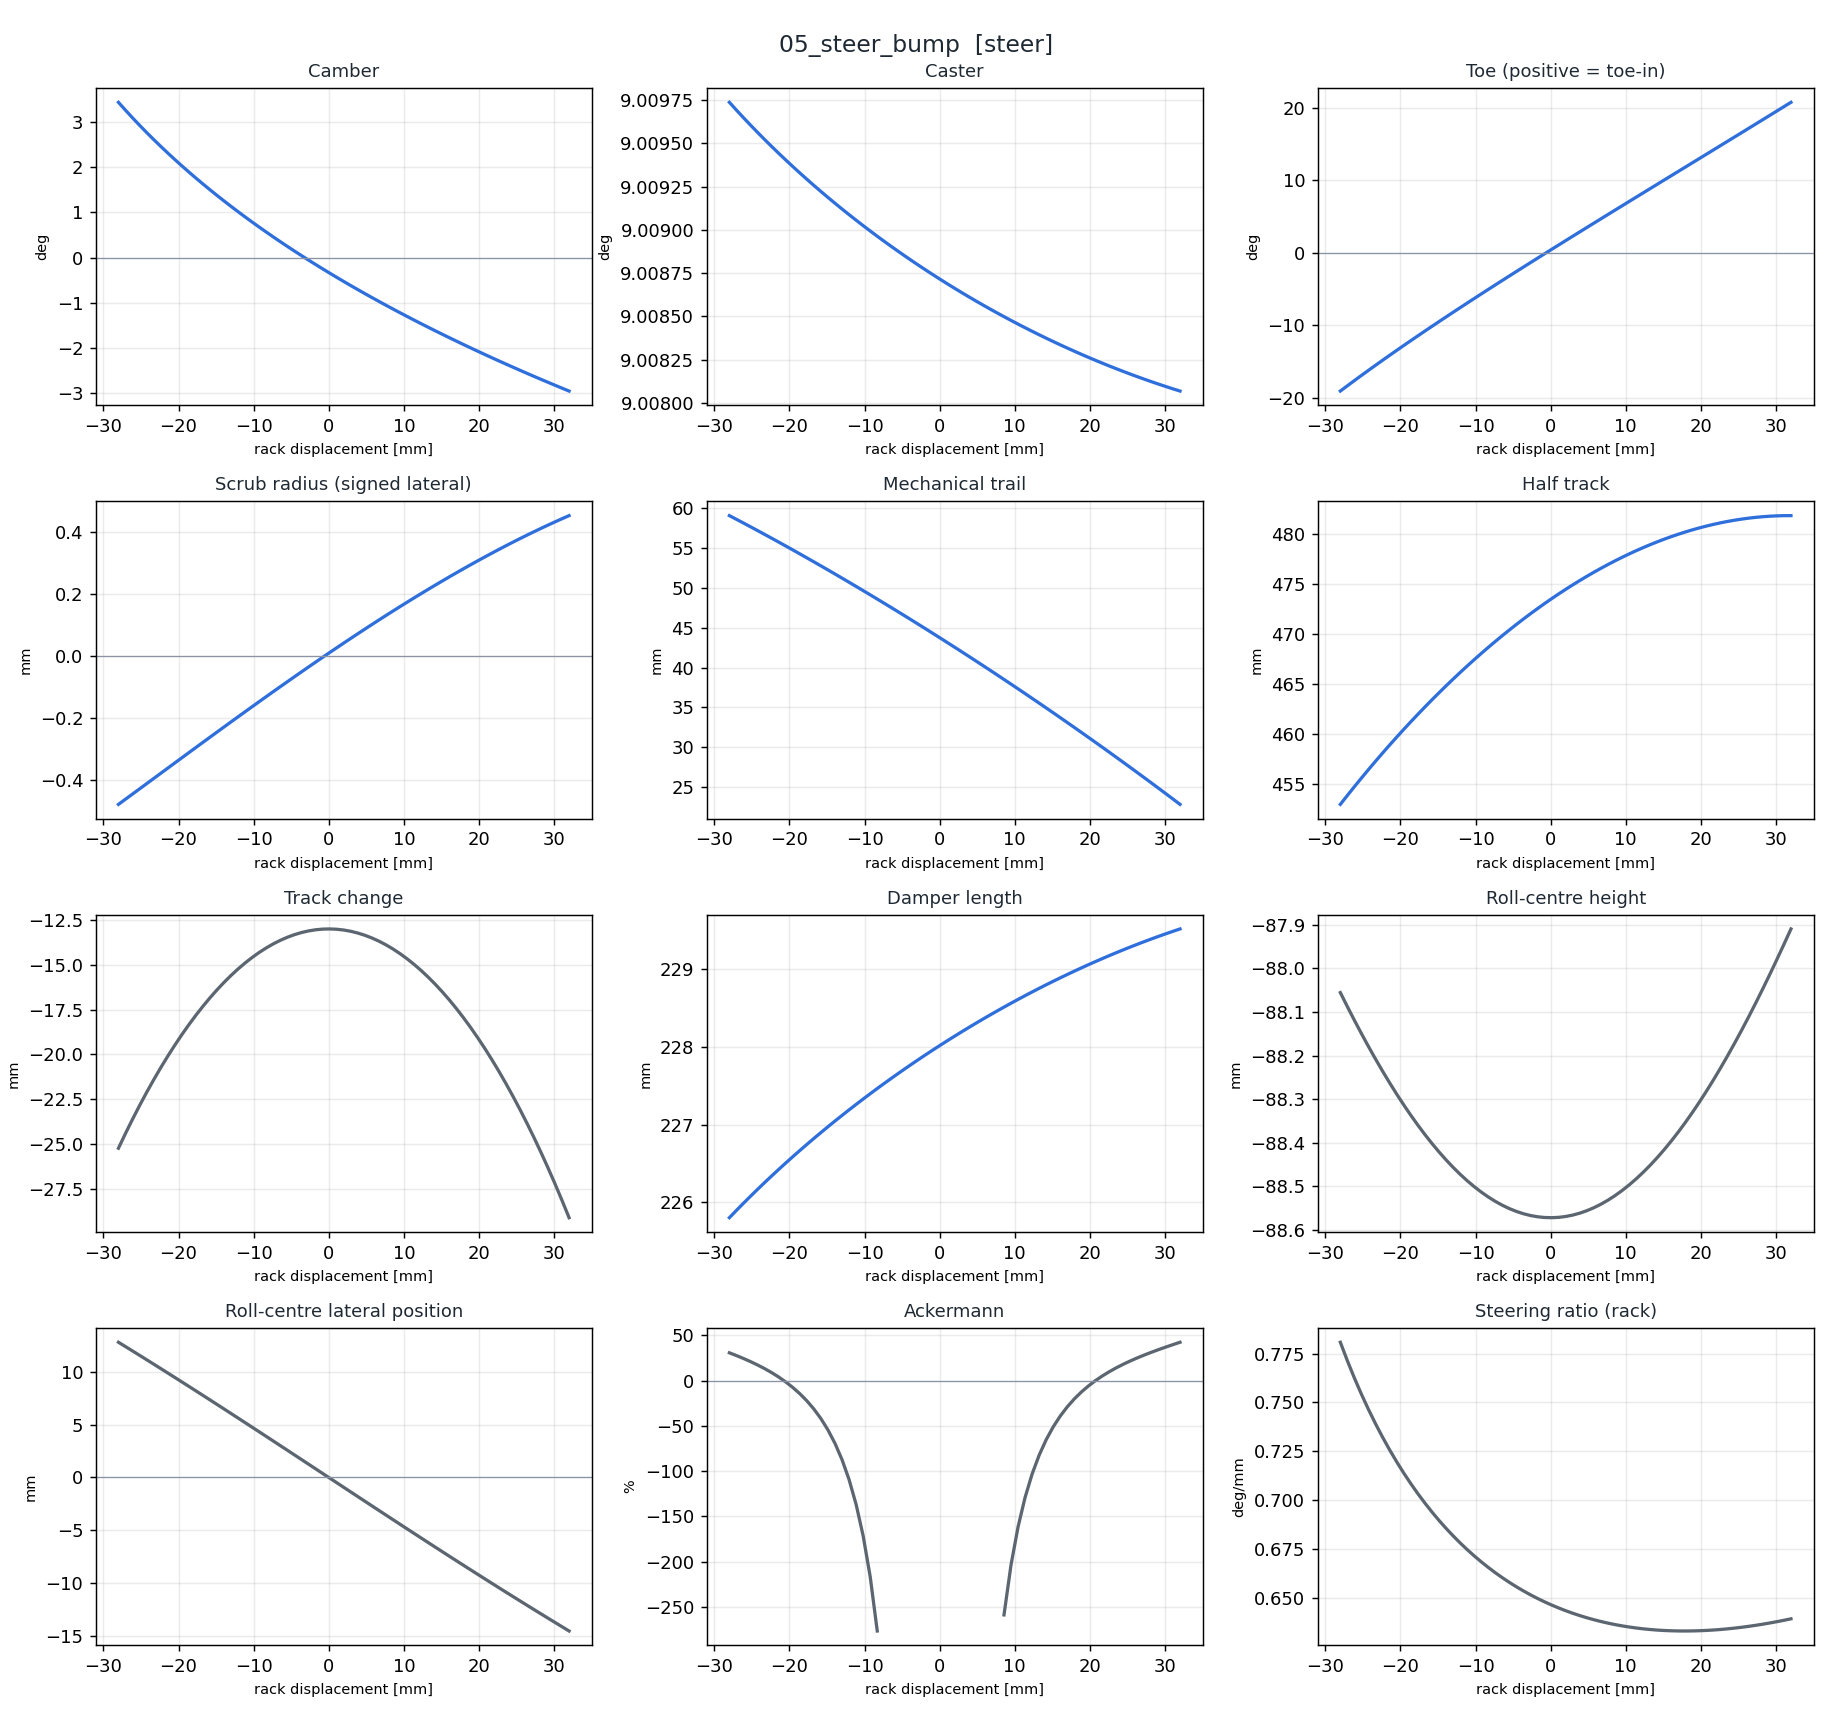 05_steer_bump  [steer]
Camber
deg
3
2
1
0
−1
−2
−3
−30 −20 −10 0 10 20 30
rack displacement [mm]
Caster
deg
9.00975
9.00950
9.00925
9.00900
9.00875
9.00850
9.00825
9.00800
−30 −20 −10 0 10 20 30
rack displacement [mm]
Toe (positive = toe-in)
deg
20
10
0
−10
−20
−30 −20 −10 0 10 20 30
rack displacement [mm]
Scrub radius (signed lateral)
mm
0.4
0.2
0.0
−0.2
−0.4
−30 −20 −10 0 10 20 30
rack displacement [mm]
Mechanical trail
mm
60
55
50
45
40
35
30
25
−30 −20 −10 0 10 20 30
rack displacement [mm]
Half track
mm
480
475
470
465
460
455
−30 −20 −10 0 10 20 30
rack displacement [mm]
Track change
mm
−12.5
−15.0
−17.5
−20.0
−22.5
−25.0
−27.5
−30 −20 −10 0 10 20 30
rack displacement [mm]
Damper length
mm
229
228
227
226
−30 −20 −10 0 10 20 30
rack displacement [mm]
Roll-centre height
mm
−87.9
−88.0
−88.1
−88.2
−88.3
−88.4
−88.5
−88.6
−30 −20 −10 0 10 20 30
rack displacement [mm]
Roll-centre lateral position
mm
10
5
0
−5
−10
−15
−30 −20 −10 0 10 20 30
rack displacement [mm]
Ackermann
%
50
0
−50
−100
−150
−200
−250
−30 −20 −10 0 10 20 30
rack displacement [mm]
Steering ratio (rack)
deg/mm
0.775
0.750
0.725
0.700
0.675
0.650
−30 −20 −10 0 10 20 30
rack displacement [mm]